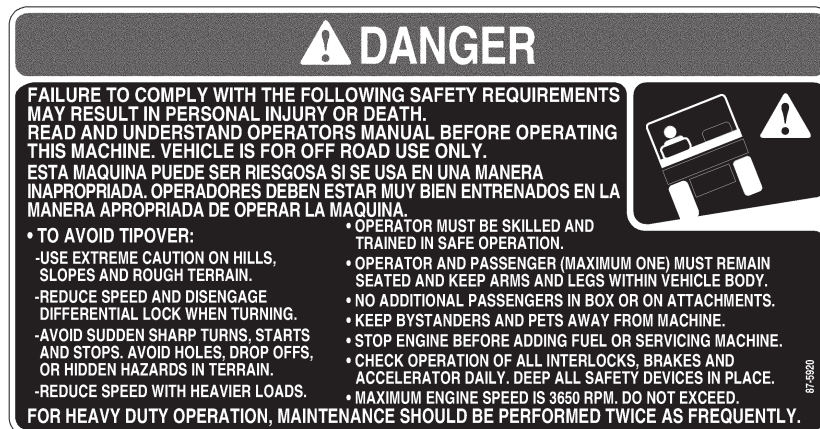 DANGER
FAILURE TO COMPLY WITH THE FOLLOWING SAFETY REQUIREMENTS
MAY RESULT IN PERSONAL INJURY OR DEATH.
READ AND UNDERSTAND OPERATORS MANUAL BEFORE OPERATING
THIS MACHINE. VEHICLE IS FOR OFF ROAD USE ONLY.
ESTA MAQUINA PUEDE SER RIESGOSA SI SE USA EN UNA MANERA
INAPROPRIADA. OPERADORES DEBEN ESTAR MUY BIEN ENTRENADOS EN LA
MANERA APROPRIADA DE OPERAR LA MAQUINA.
• TO AVOID TIPOVER:
-USE EXTREME CAUTION ON HILLS,
SLOPES AND ROUGH TERRAIN.
-REDUCE SPEED AND DISENGAGE
DIFFERENTIAL LOCK WHEN TURNING.
-AVOID SUDDEN SHARP TURNS, STARTS
AND STOPS. AVOID HOLES, DROP OFFS,
OR HIDDEN HAZARDS IN TERRAIN.
-REDUCE SPEED WITH HEAVIER LOADS.
• OPERATOR MUST BE SKILLED AND
TRAINED IN SAFE OPERATION.
• OPERATOR AND PASSENGER (MAXIMUM ONE) MUST REMAIN
SEATED AND KEEP ARMS AND LEGS WITHIN VEHICLE BODY.
• NO ADDITIONAL PASSENGERS IN BOX OR ON ATTACHMENTS.
• KEEP BYSTANDERS AND PETS AWAY FROM MACHINE.
• STOP ENGINE BEFORE ADDING FUEL OR SERVICING MACHINE.
• CHECK OPERATION OF ALL INTERLOCKS, BRAKES AND
ACCELERATOR DAILY. DEEP ALL SAFETY DEVICES IN PLACE.
• MAXIMUM ENGINE SPEED IS 3650 RPM. DO NOT EXCEED.
FOR HEAVY DUTY OPERATION, MAINTENANCE SHOULD BE PERFORMED TWICE AS FREQUENTLY.
87-5920